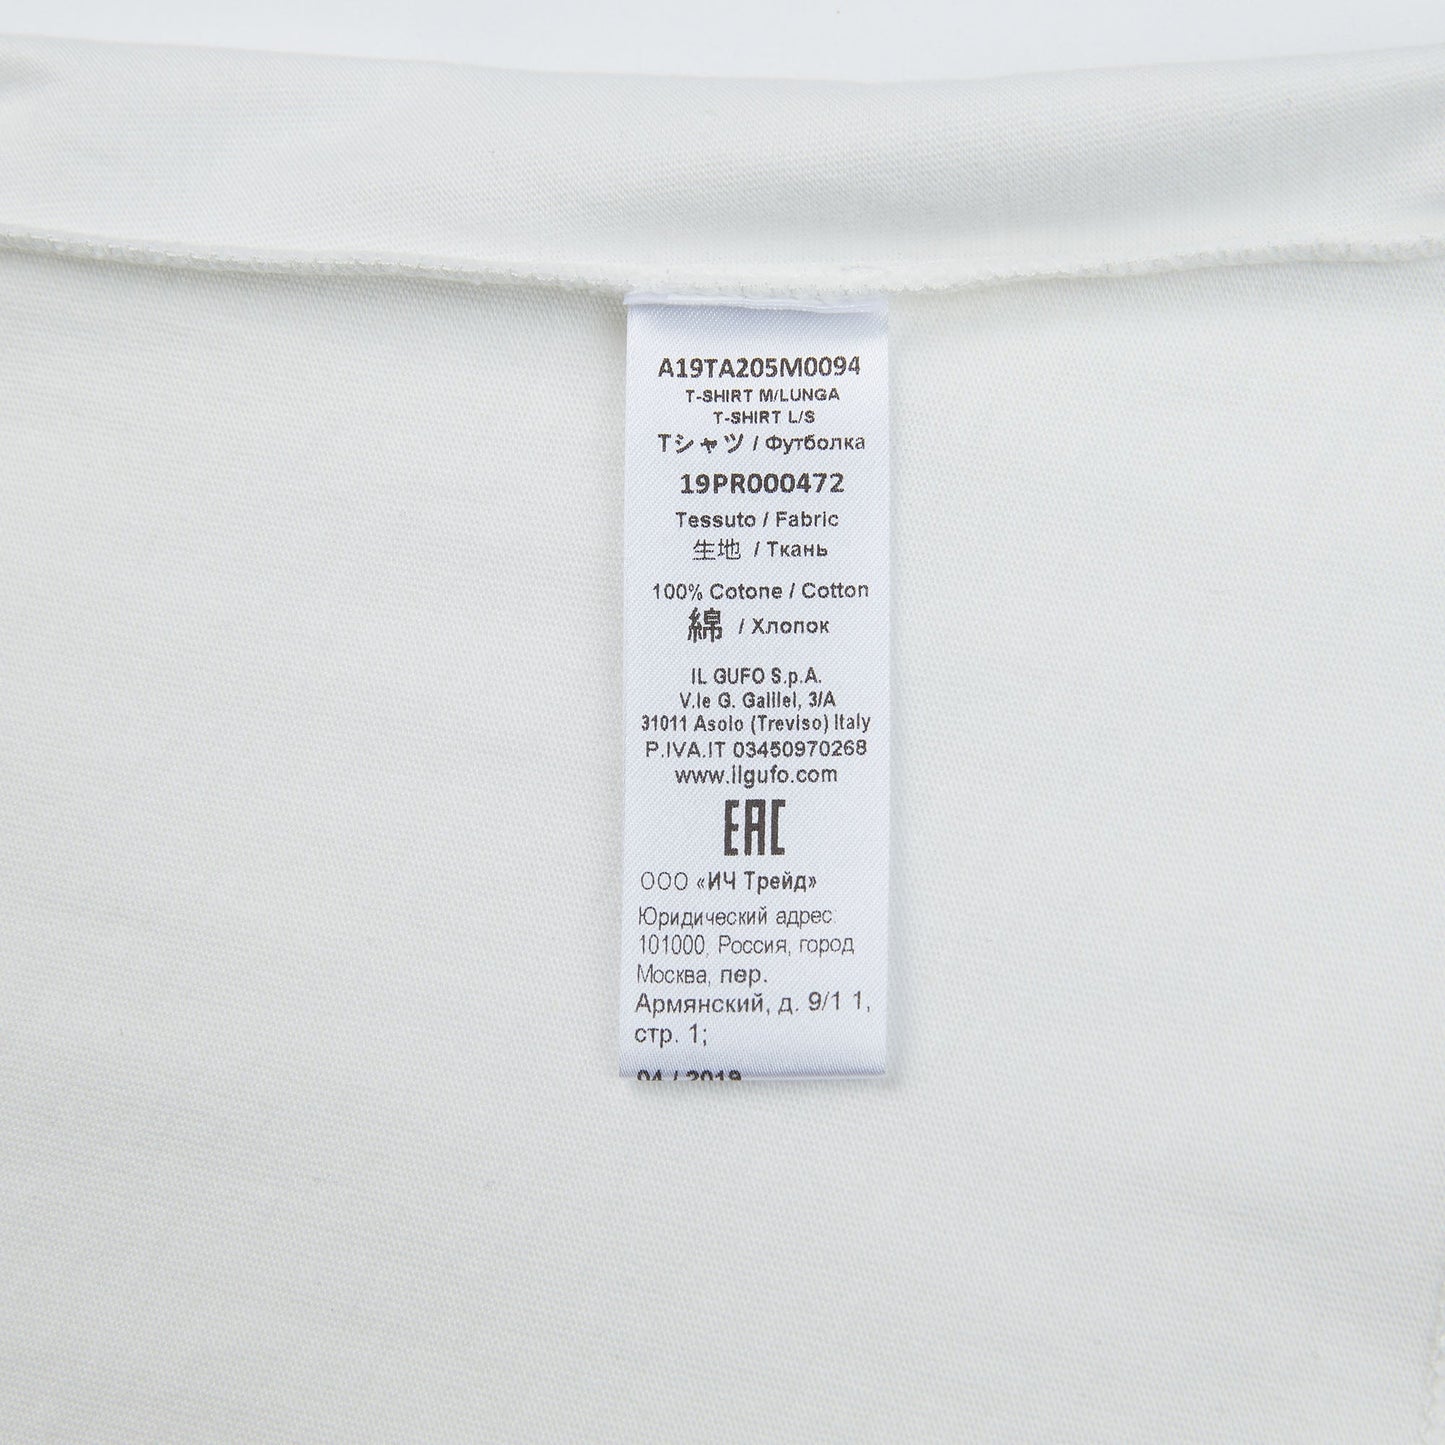 A19TA205M0094
T-SHIRT M/LUNGA
T-SHIRT L/S
Tシャツ / Футболка
19PR000472
Tessuto / Fabric
生地 / Ткань
100% Cotone / Cotton
綿 / Хлопок
IL GUFO S.p.A.
V.le G. Galilei, 3/A
31011 Asolo (Treviso) Italy
P.IVA.IT 03450970268
www.ilgufo.com
EAC
ООО «ИЧ Трейд»
Юридический адрес:
101000, Россия, город
Москва, пер.
Армянский, д. 9/1 1,
стр. 1;
04 / 2019